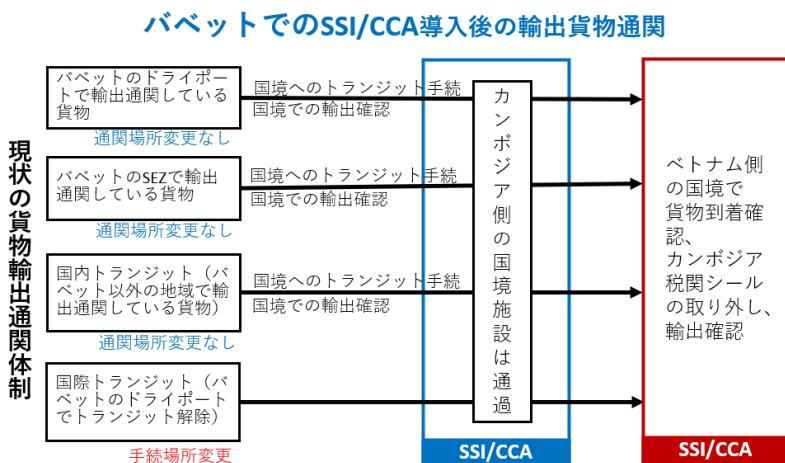 バベットでのSSI/CCA導入後の輸出貨物通関
現状の貨物輸出通関体制
バベットのドライポー
トで輸出通関している
貨物
通関場所変更なし
国境へのトランジット手続
国境での輸出確認
バベットのSEZで輸出
通関している貨物
通関場所変更なし
国境へのトランジット手続
国境での輸出確認
国内トランジット（バ
ベット以外の地域で輸
出通関している貨物）
通関場所変更なし
国境へのトランジット手続
国境での輸出確認
国際トランジット（バ
ベットのドライポート
でトランジット解除）
手続場所変更
カンボジア側の国境施設は通過
SSI/CCA
ベトナム側
の国境で
貨物到着確
認、
カンボジア
税関シール
の取り外し、
輸出確認
SSI/CCA